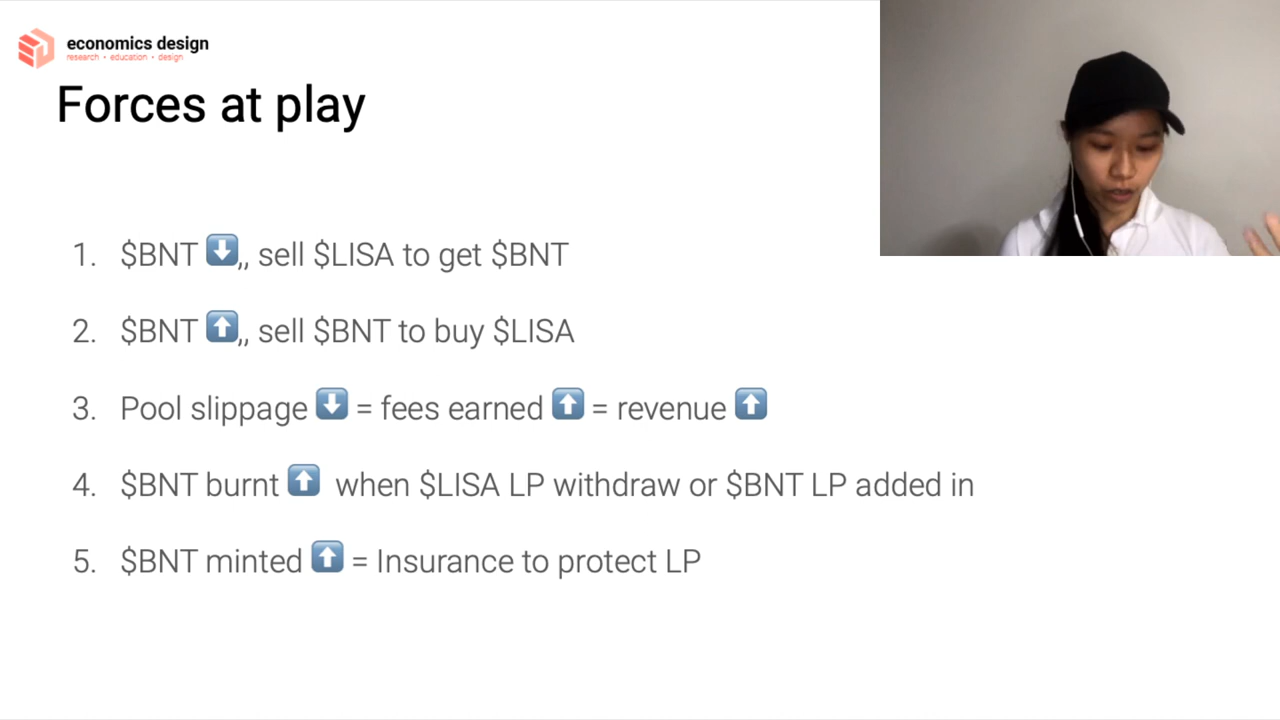 economics design
research • education • design
Forces at play
1. $BNT ⬇️,, sell $LISA to get $BNT
2. $BNT ⬆️,, sell $BNT to buy $LISA
3. Pool slippage ⬇️ = fees earned ⬆️ = revenue ⬆️
4. $BNT burnt ⬆️ when $LISA LP withdraw or $BNT LP added in
5. $BNT minted ⬆️ = Insurance to protect LP